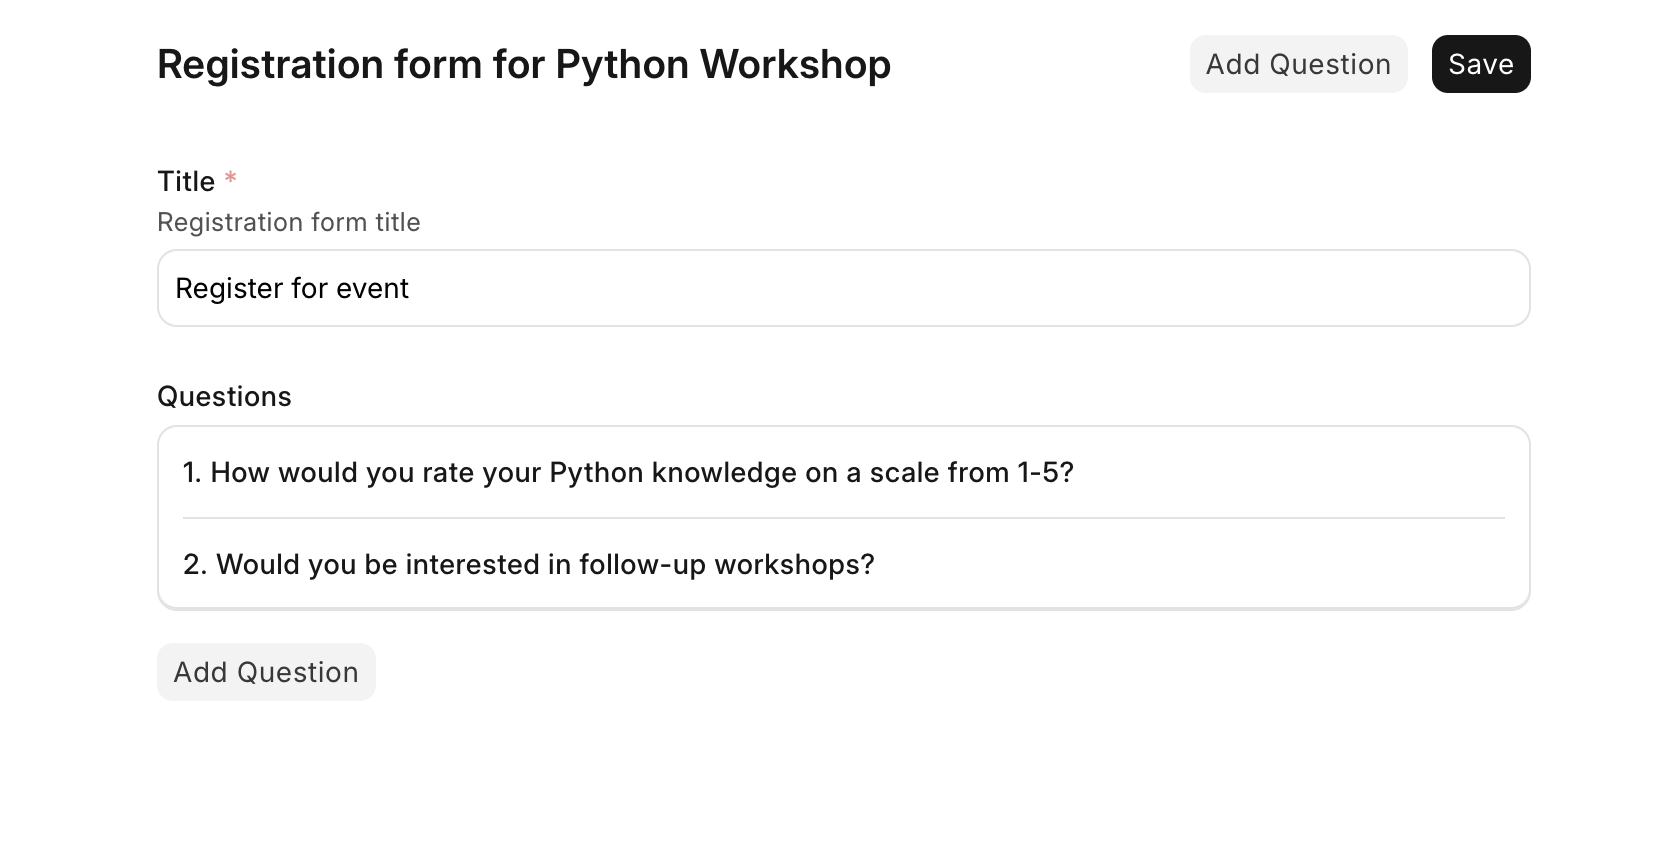 Registration form for Python Workshop
Add Question
Save
Title *
Registration form title
Register for event
Questions
1. How would you rate your Python knowledge on a scale from 1-5?
2. Would you be interested in follow-up workshops?
Add Question